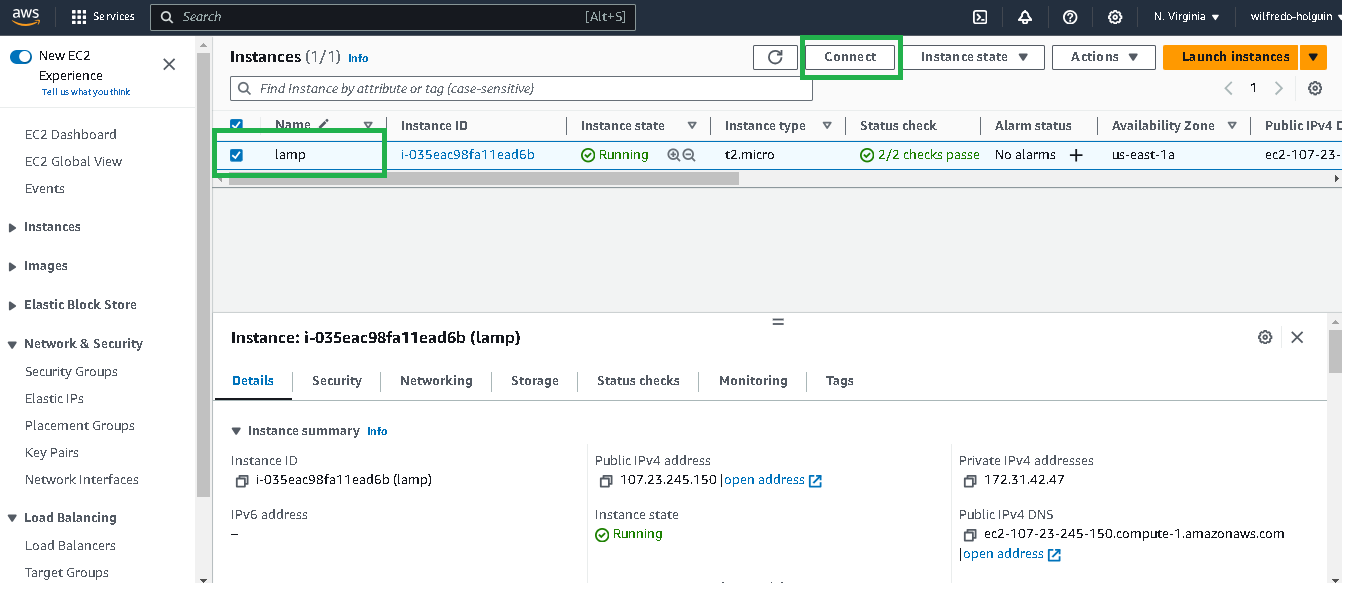 aws Services Search [Alt+S] N. Virginia wilfredo-holguin
New EC2 Experience
Tell us what you think
EC2 Dashboard
EC2 Global View
Events
Instances
Images
Elastic Block Store
Network & Security
Security Groups
Elastic IPs
Placement Groups
Key Pairs
Network Interfaces
Load Balancing
Load Balancers
Target Groups
Instances (1/1) Info Connect Instance state Actions Launch instances
Find Instance by attribute or tag (case-sensitive) 1
Name Instance ID Instance state Instance type Status check Alarm status Availability Zone Public IPv4 D
lamp i-035eac98fa11ead6b Running t2.micro 2/2 checks passe No alarms + us-east-1a ec2-107-23-
Instance: i-035eac98fa11ead6b (lamp)
Details Security Networking Storage Status checks Monitoring Tags
Instance summary Info
Instance ID
i-035eac98fa11ead6b (lamp)
Public IPv4 address
107.23.245.150 |open address
Private IPv4 addresses
172.31.42.47
IPv6 address
–
Instance state
Running
Public IPv4 DNS
ec2-107-23-245-150.compute-1.amazonaws.com
|open address